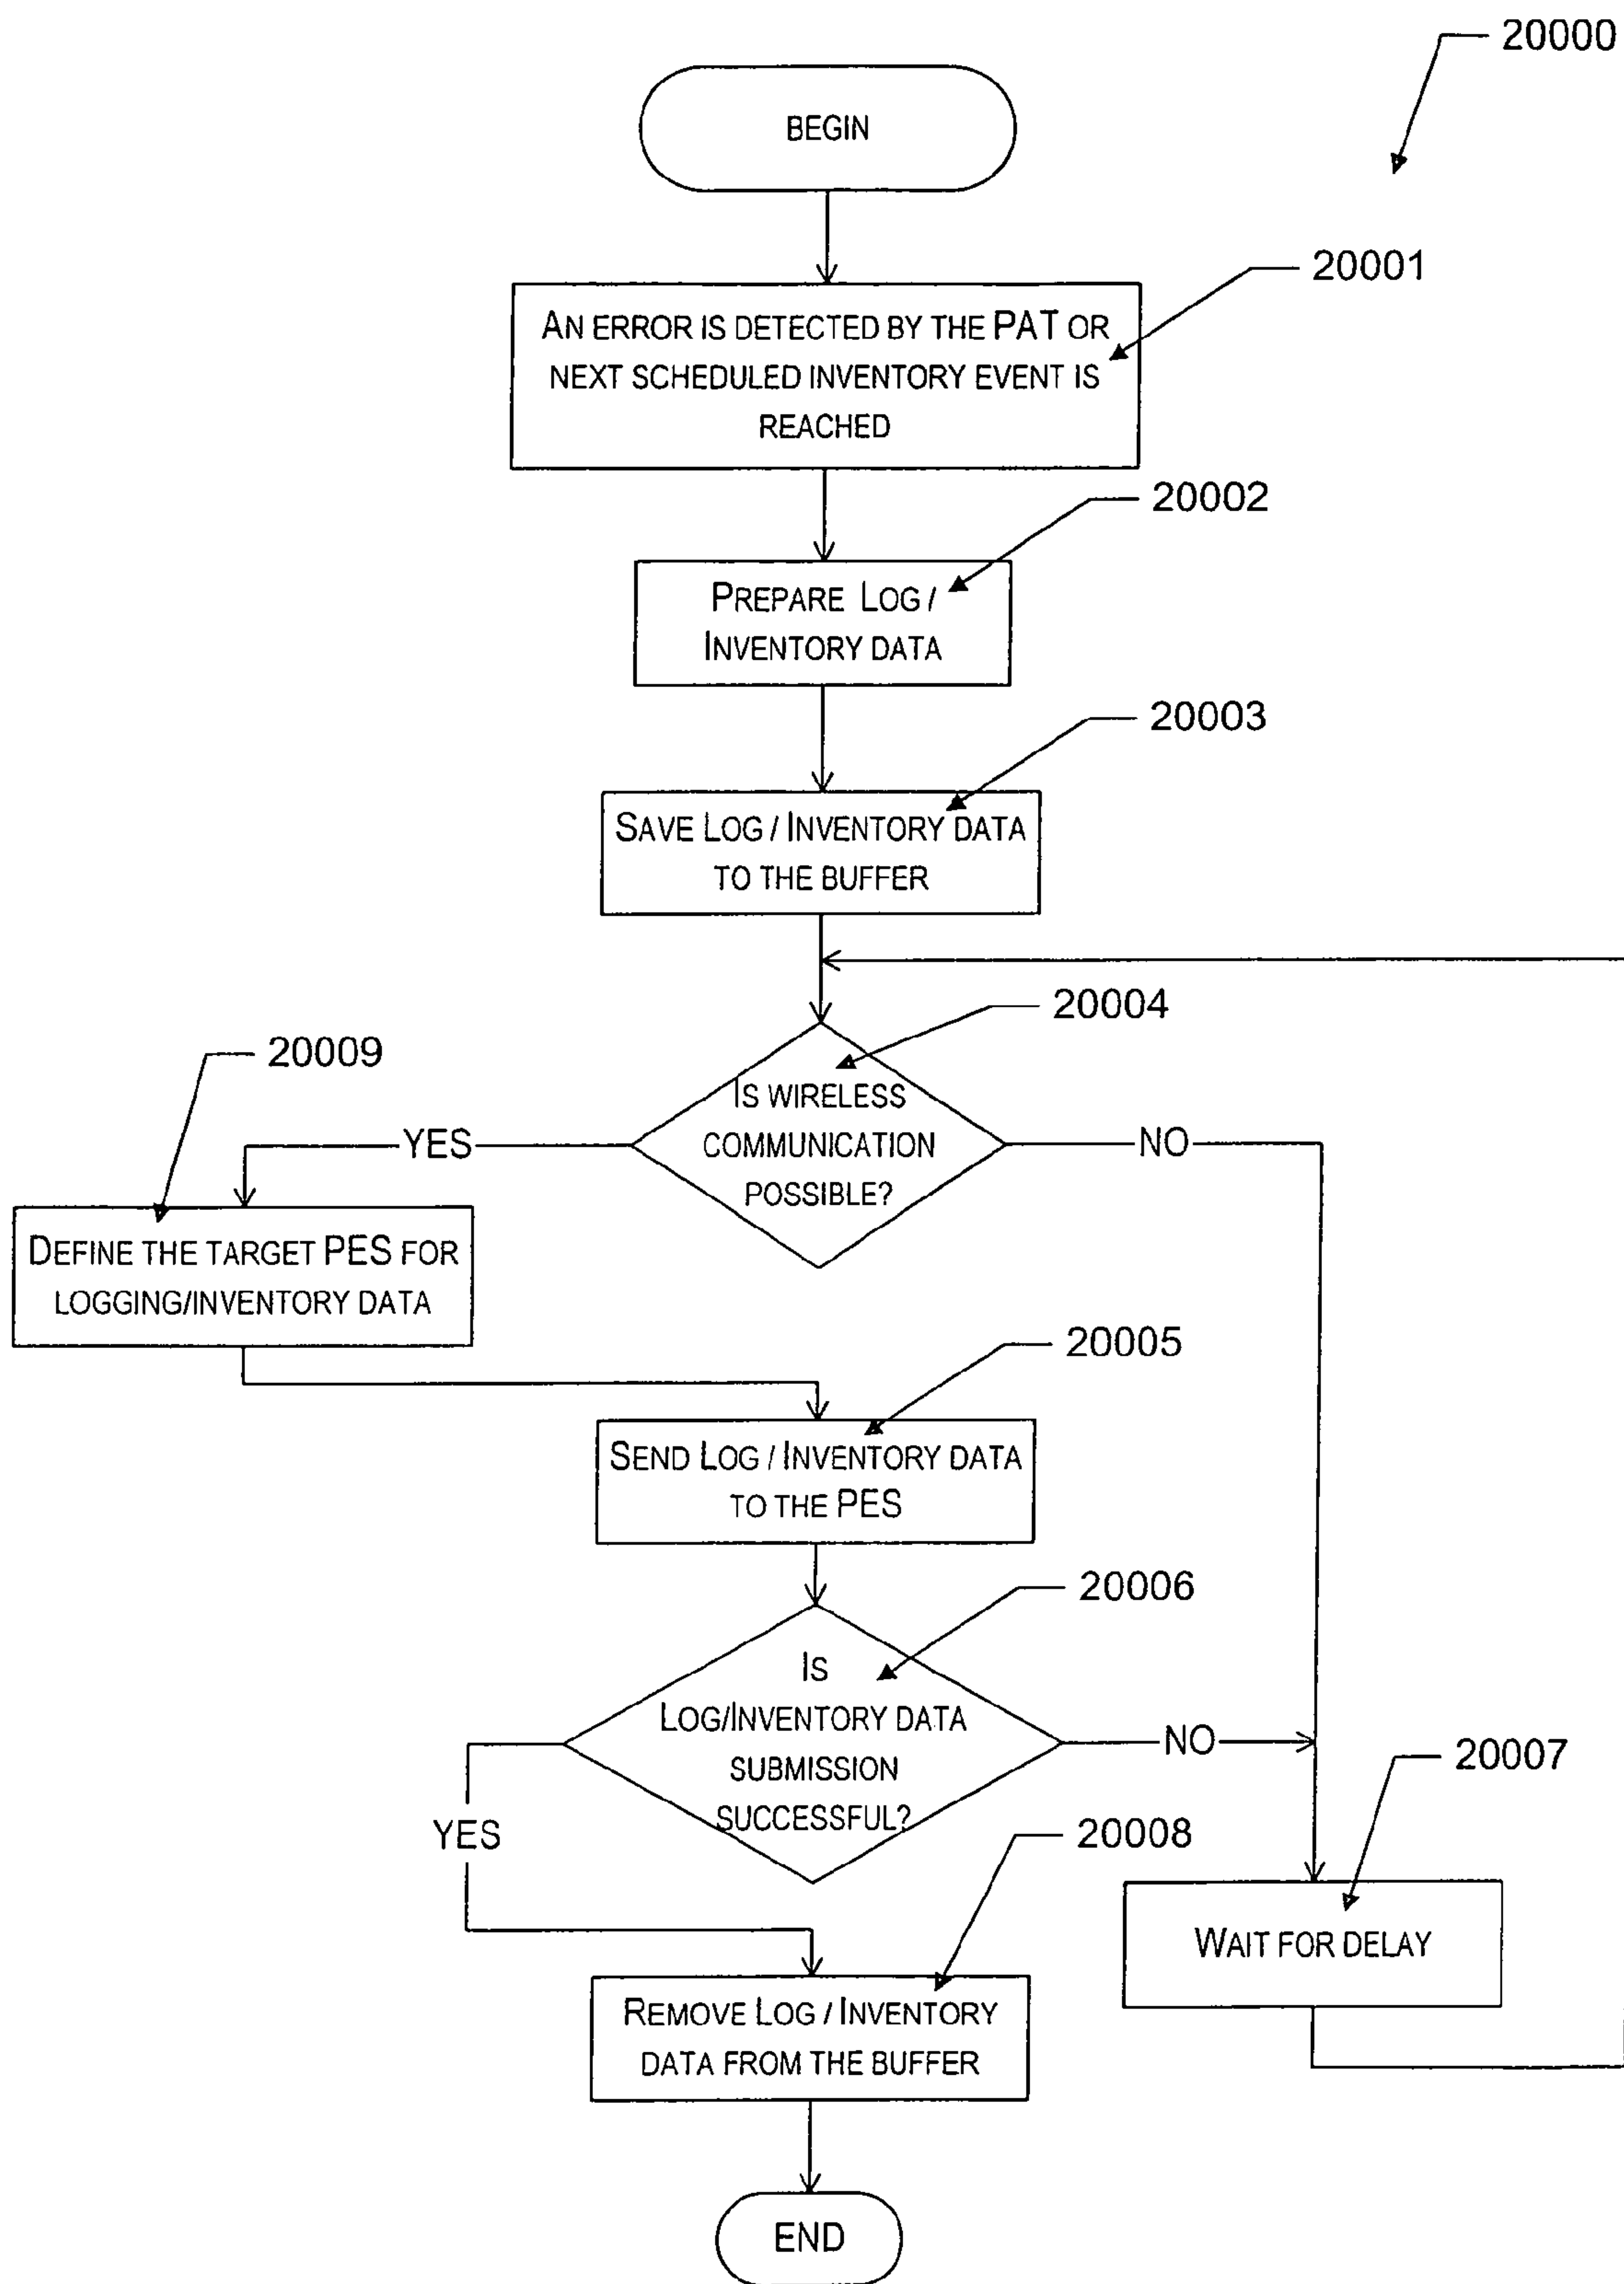 20000
BEGIN
20001
AN ERROR IS DETECTED BY THE PAT OR
NEXT SCHEDULED INVENTORY EVENT IS
REACHED
20002
PREPARE LOG /
INVENTORY DATA
20003
SAVE LOG / INVENTORY DATA
TO THE BUFFER
20004
20009
IS WIRELESS
COMMUNICATION
POSSIBLE?
YES
NO
DEFINE THE TARGET PES FOR
LOGGING/INVENTORY DATA
20005
SEND LOG / INVENTORY DATA
TO THE PES
20006
IS
LOG/INVENTORY DATA
SUBMISSION
SUCCESSFUL?
NO
20007
YES
20008
WAIT FOR DELAY
REMOVE LOG / INVENTORY
DATA FROM THE BUFFER
END